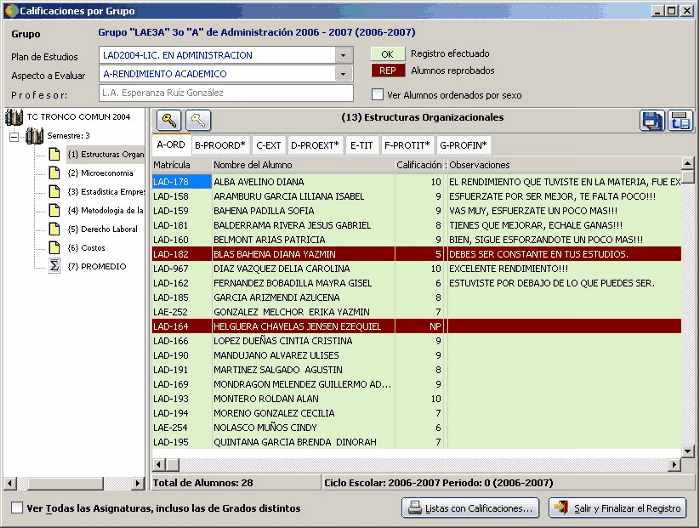 Calificaciones por Grupo
Grupo Grupo "LAE3A" 3o "A" de Administración 2006 - 2007 (2006-2007)
Plan de Estudios LAD2004-LIC. EN ADMINISTRACION OK Registro efectuado
Aspecto a Evaluar A-RENDIMIENTO ACADEMICO REP Alumnos reprobados
Profesor: L.A. Esperanza Ruiz González Ver Alumnos ordenados por sexo
TC TRONCO COMUN 2004
Semestre: 3
{1} Estructuras Organ
{2} Microeconomia
{3} Estadistica Empres
{4} Metodologia de la
{5} Derecho Laboral
{6} Costos
{7} PROMEDIO
(13) Estructuras Organizacionales
A-ORD B-PROORD* C-EXT D-PROEXT* E-TIT F-PROTIT* G-PROFIN*
Matrícula Nombre del Alumno Calificación : Observaciones
LAD-178 ALBA AVELINO DIANA 10 EL RENDIMIENTO QUE TUVISTE EN LA MATERIA, FUE EX
LAD-158 ARAMBURU GARCIA LILIANA ISABEL 9 ESFUERZATE POR SER MEJOR, TE FALTA POCO!!!
LAD-159 BAHENA PADILLA SOFIA 9 VAS MUY, ESFUERZATE UN POCO MAS!!!
LAD-181 BALDERRAMA RIVERA JESUS GABRIEL 8 TIENES QUE MEJORAR, ECHALE GANAS!!!
LAD-160 BELMONT ARIAS PATRICIA 9 BIEN, SIGUE ESFORZANDOTE UN POCO MAS!!!
LAD-182 BLAS BAHENA DIANA YAZMIN 5 DEBES SER CONSTANTE EN TUS ESTUDIOS.
LAD-967 DIAZ VAZQUEZ DELIA CAROLINA 10 EXCELENTE RENDIMIENTO!!!
LAD-162 FERNANDEZ BOBADILLA MAYRA GISEL 6 ESTUVISTE POR DEBAJO DE LO QUE PUEDES SER.
LAD-185 GARCIA ARIZMENDI AZUCENA 8
LAE-252 GONZALEZ MELCHOR ERIKA YAZMIN 7
LAD-164 HELGUERA CHAVELAS JENSEN EZEQUIEL NP
LAD-166 LOPEZ DUEÑAS CINTIA CRISTINA 9
LAD-190 MANDUJANO ALVAREZ ULISES 9
LAD-191 MARTINEZ SALGADO AGUSTIN 8
LAD-169 MONDRAGON MELENDEZ GUILLERMO AD... 9
LAD-193 MONTERO ROLDAN ALAN 10
LAD-194 MORENO GONZALEZ CECILIA 7
LAE-254 NOLASCO MUÑOS CINDY 6
LAD-195 QUINTANA GARCIA BRENDA DINORAH 7
Total de Alumnos: 28 Ciclo Escolar: 2006-2007 Periodo: 0 (2006-2007)
Ver Todas las Asignaturas, incluso las de Grados distintos Listas con Calificaciones... Salir y Finalizar el Registro